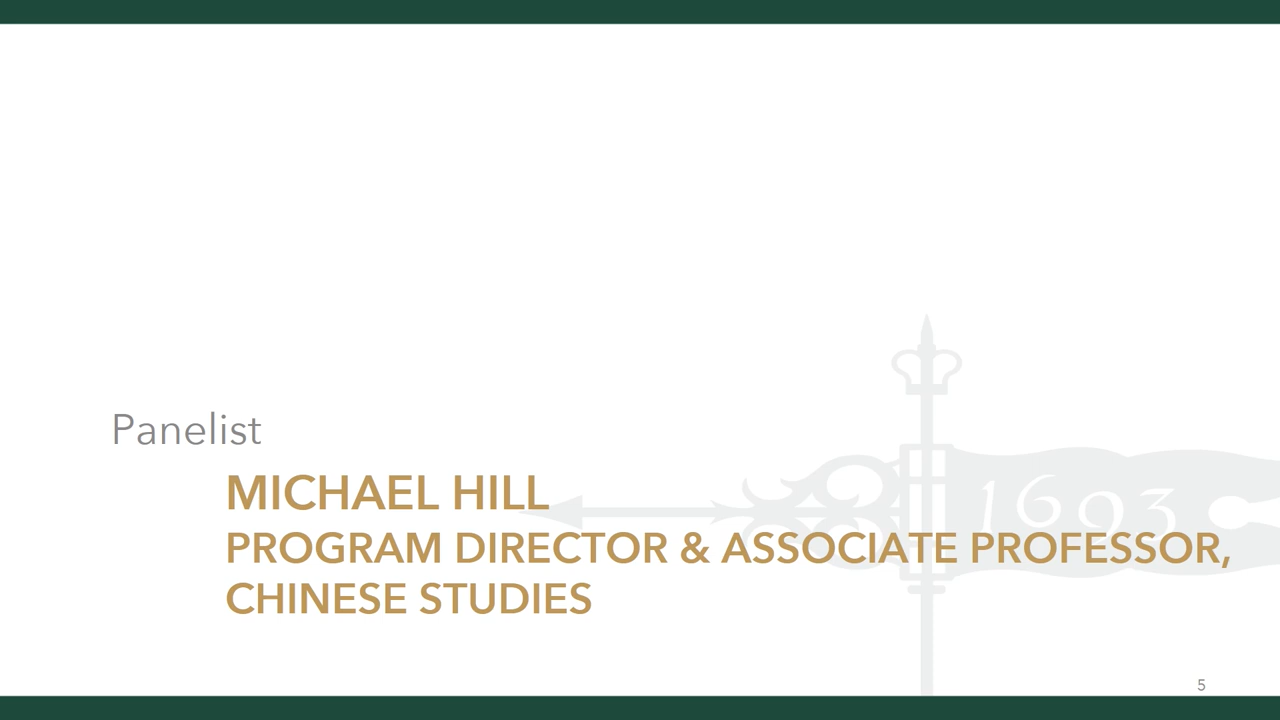 Panelist
MICHAEL HILL
PROGRAM DIRECTOR & ASSOCIATE PROFESSOR,
CHINESE STUDIES
1693
5